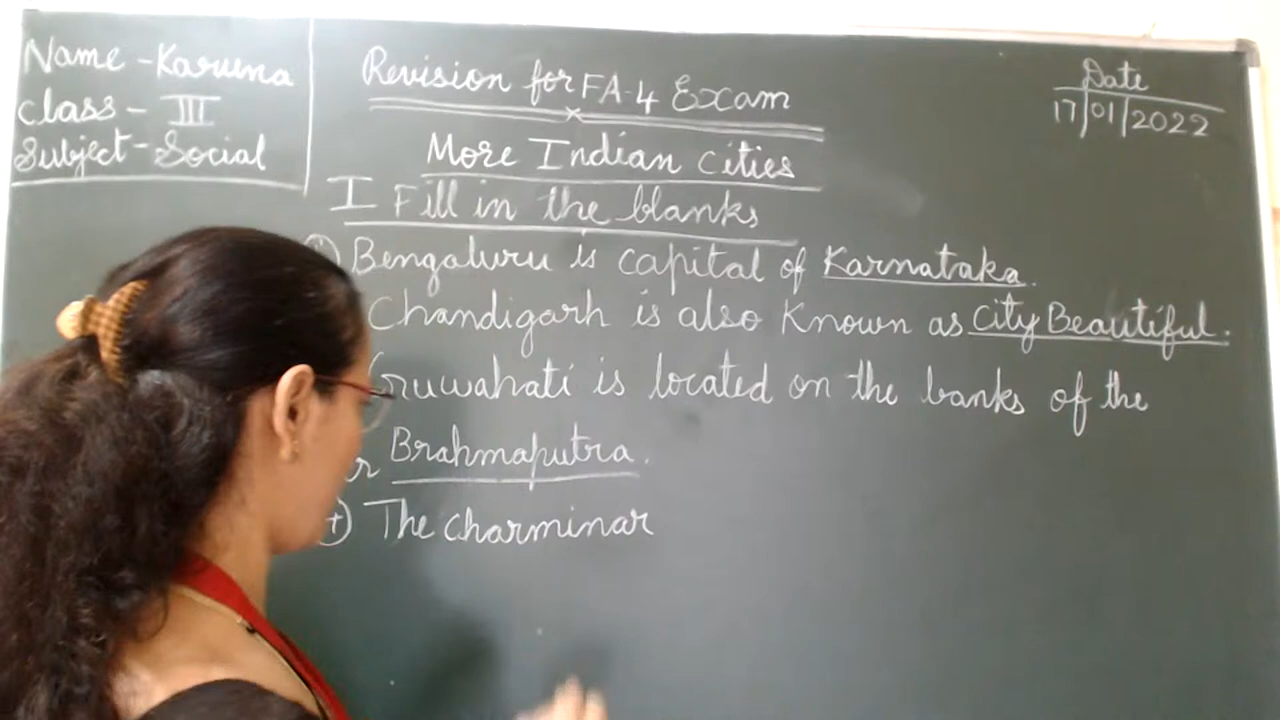 Name - Karuna
Class - III
Subject - Social
Revision for FA-4 Exam
Date
17/01/2022
More Indian Cities
I Fill in the blanks
Bengaluru is capital of Karnataka.
Chandigarh is also known as City Beautiful.
Guwahati is located on the banks of the
r Brahmaputra.
4) The Charminar